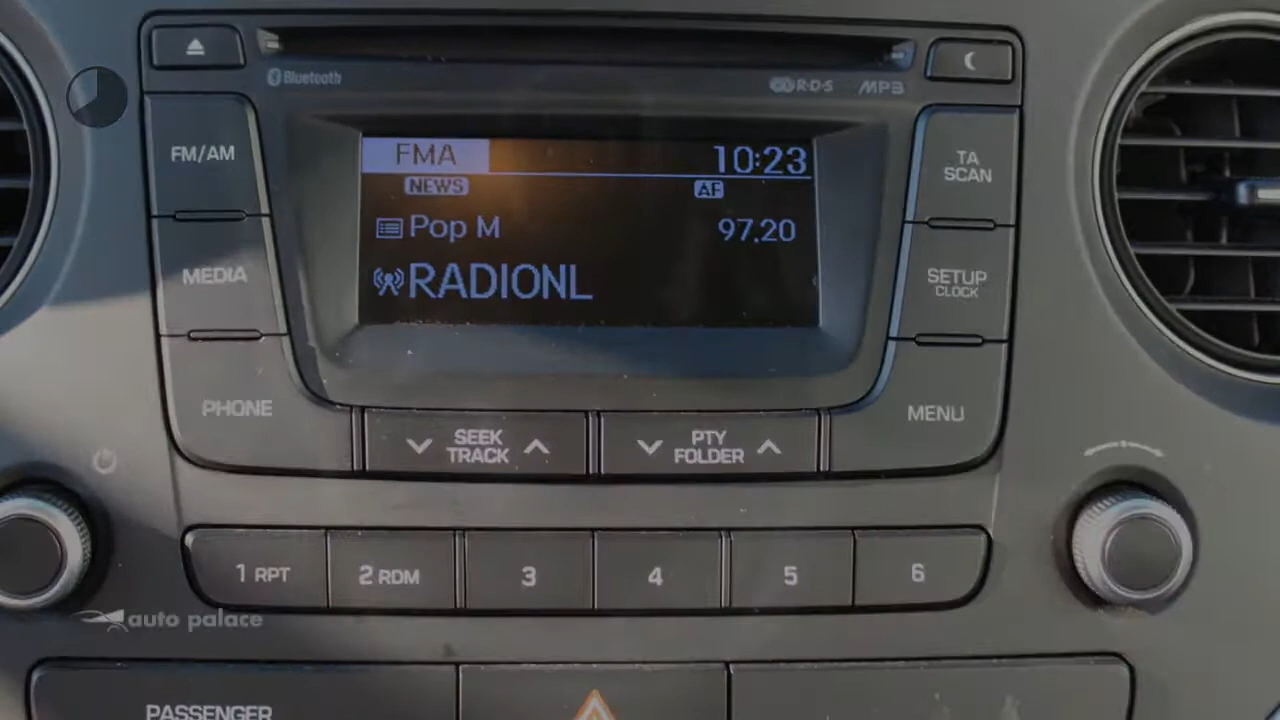 Bluetooth
R·D·S MP3
FM/AM
MEDIA
PHONE
FMA 10:23
NEWS AF
Pop M 97.20
RADIONL
TA
SCAN
SETUP
CLOCK
MENU
SEEK
TRACK
PTY
FOLDER
1 RPT
2 RDM
3
4
5
6
auto palace
PASSENGER